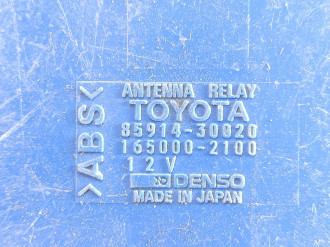 ANTENNA RELAY
TOYOTA
85914-30020
165000-2100
12V
DENSO
MADE IN JAPAN
>ABS<